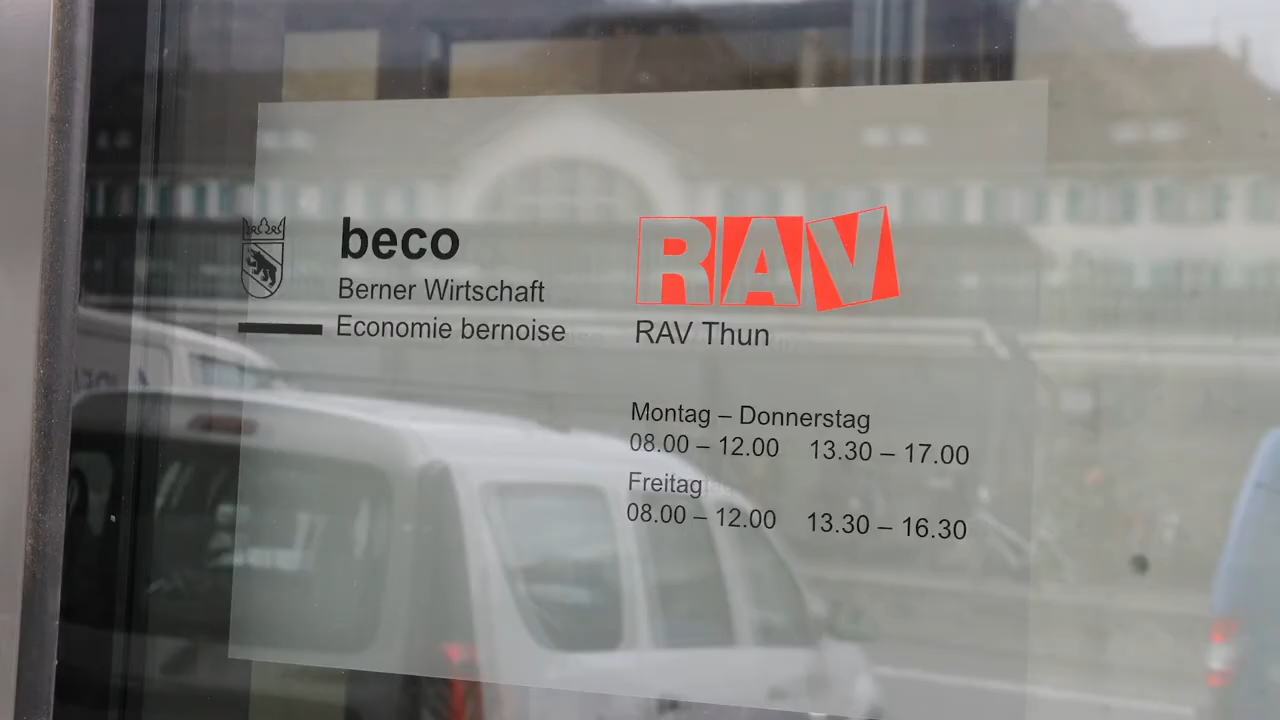 beco
Berner Wirtschaft
Economie bernoise
RAV
RAV Thun
Montag – Donnerstag
08.00 – 12.00 13.30 – 17.00
Freitag
08.00 – 12.00 13.30 – 16.30